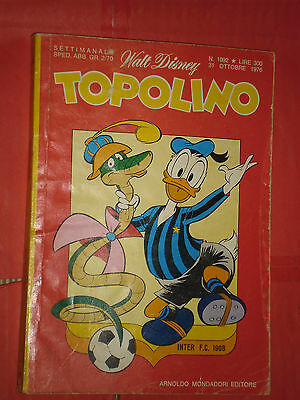 SETTIMANALE
SPED. ABB. GR. 2/70
Walt Disney
N. 1092 ★ LIRE 300
31 OTTOBRE 1976
TOPOLINO
INTER F.C. 1908
ARNOLDO MONDADORI EDITORE